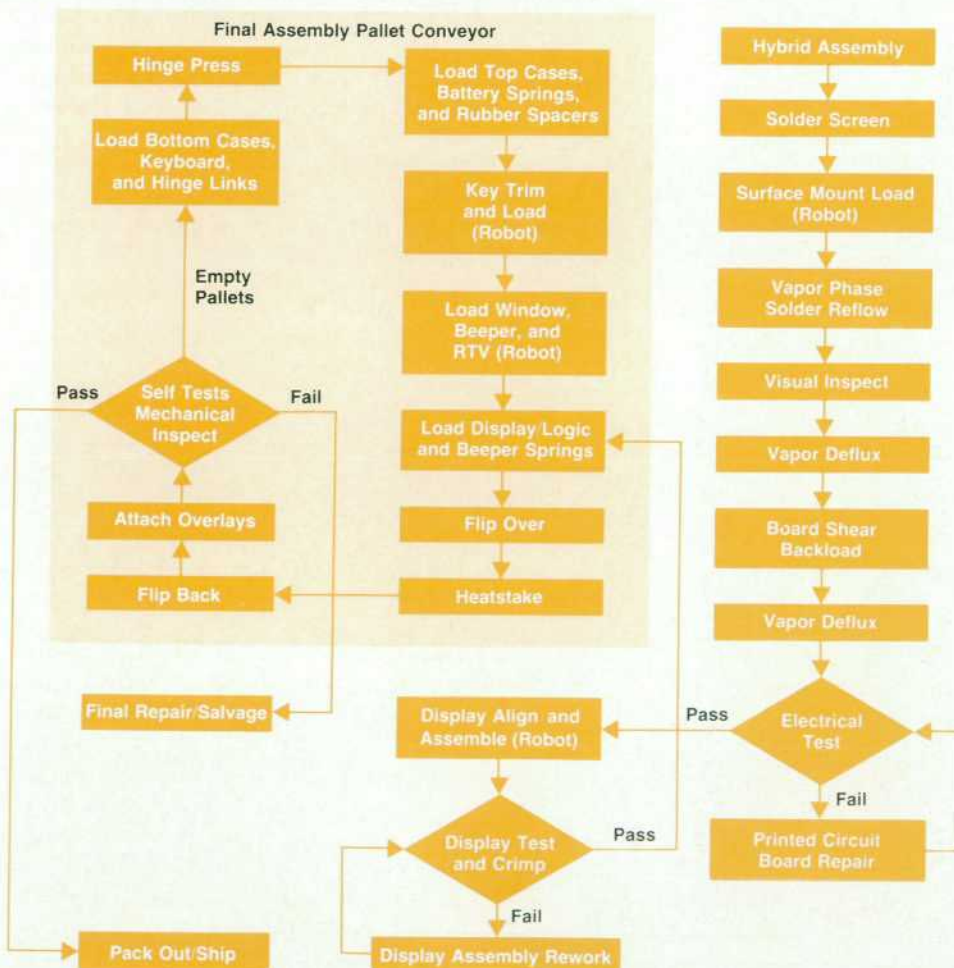 Final Assembly Pallet Conveyor
Hinge Press
Load Bottom Cases,
Keyboard,
and Hinge Links
Empty
Pallets
Pass
Self Tests
Mechanical
Inspect
Fail
Attach Overlays
Flip Back
Final Repair/Salvage
Pack Out/Ship
Load Top Cases,
Battery Springs,
and Rubber Spacers
Key Trim
and Load
(Robot)
Load Window,
Beeper, and
RTV (Robot)
Load Display Logic
and Beeper Springs
Flip Over
Heatstake
Display Align and
Assemble (Robot)
Display Test
and Crimp
Pass
Fail
Display Assembly Rework
Hybrid Assembly
Solder Screen
Surface Mount Load
(Robot)
Vapor Phase
Solder Reflow
Visual Inspect
Vapor Deflux
Board Shear
Backload
Vapor Deflux
Pass
Electrical
Test
Fail
Printed Circuit
Board Repair